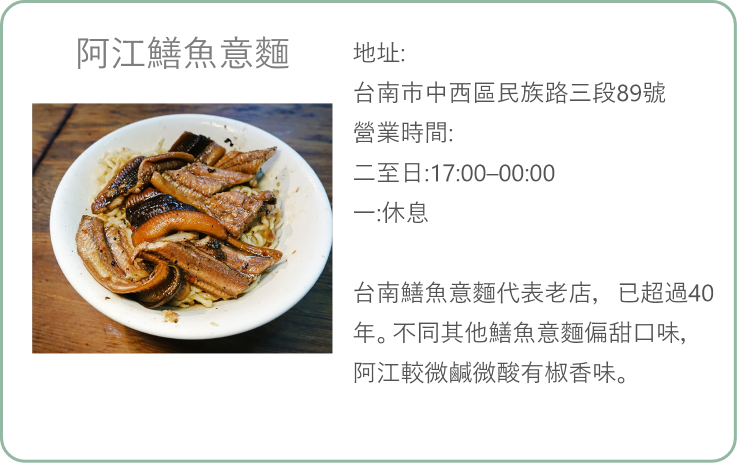 阿江鱔魚意麵
地址:
台南市中西區民族路三段89號
營業時間:
二至日:17:00–00:00
一:休息
台南鱔魚意麵代表老店，已超過40
年。不同其他鱔魚意麵偏甜口味，
阿江較微鹹微酸有椒香味。